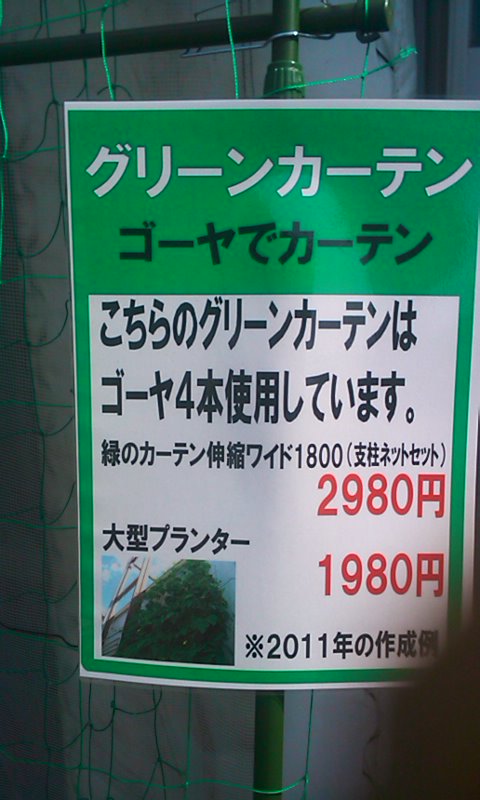 グリーンカーテン
ゴーヤでカーテン
こちらのグリーンカーテンは
ゴーヤ4本使用しています。
緑のカーテン伸縮ワイド1800（支柱ネットセット）
2980円
大型プランター
1980円
※2011年の作成例